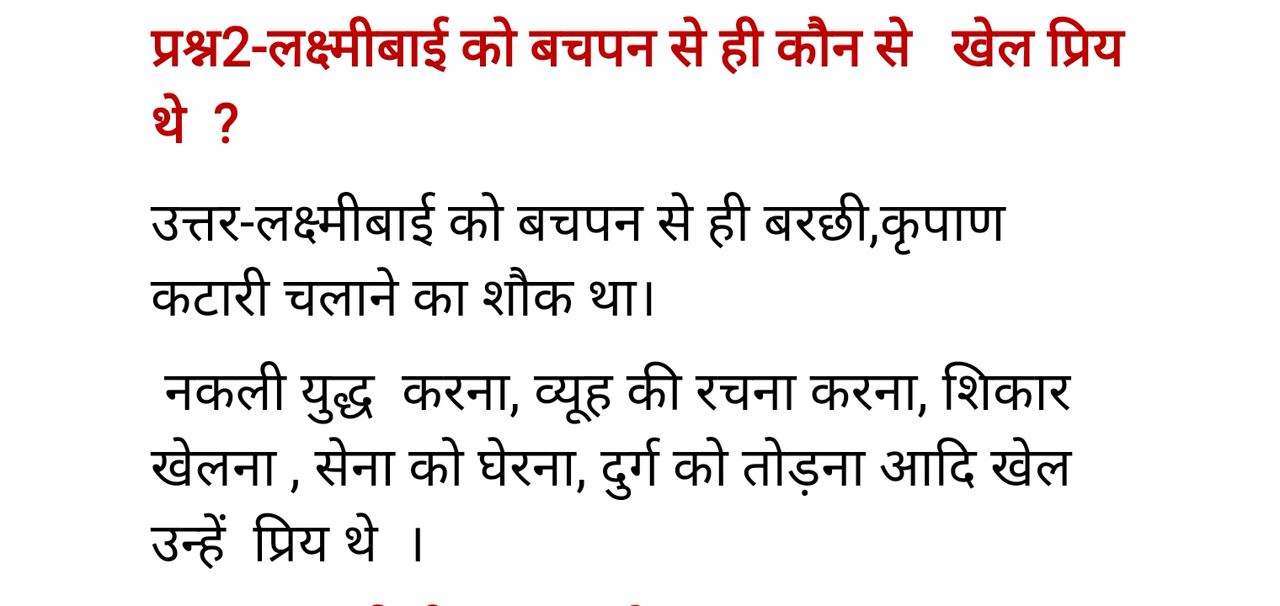 प्रश्न2-लक्ष्मीबाई को बचपन से ही कौन से   खेल प्रिय
थे  ?
उत्तर-लक्ष्मीबाई को बचपन से ही बरछी,कृपाण
कटारी चलाने का शौक था।
नकली युद्ध  करना, व्यूह की रचना करना, शिकार
खेलना , सेना को घेरना, दुर्ग को तोड़ना आदि खेल
उन्हें  प्रिय थे  ।